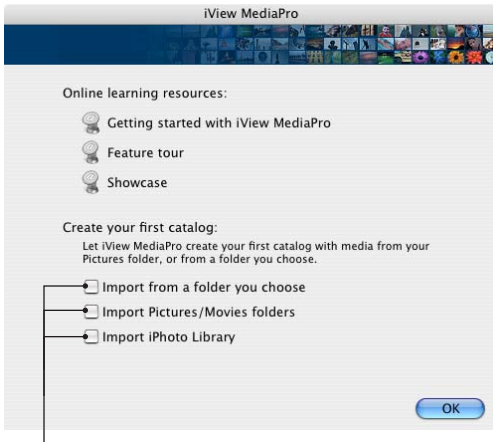 iView MediaPro
Online learning resources:
Getting started with iView MediaPro
Feature tour
Showcase
Create your first catalog:
Let iView MediaPro create your first catalog with media from your
Pictures folder, or from a folder you choose.
Import from a folder you choose
Import Pictures/Movies folders
Import iPhoto Library
OK